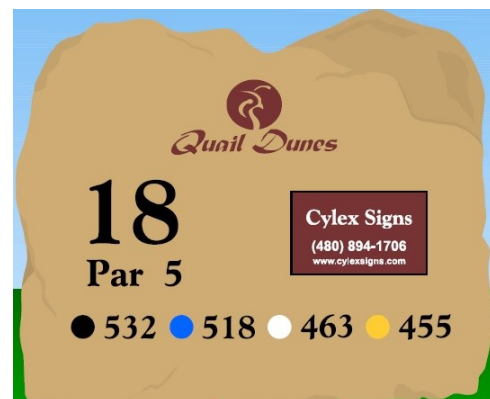 Quail Dunes
18
Par 5
Cylex Signs
(480) 894-1706
www.cylexsigns.com
532 518 463 455